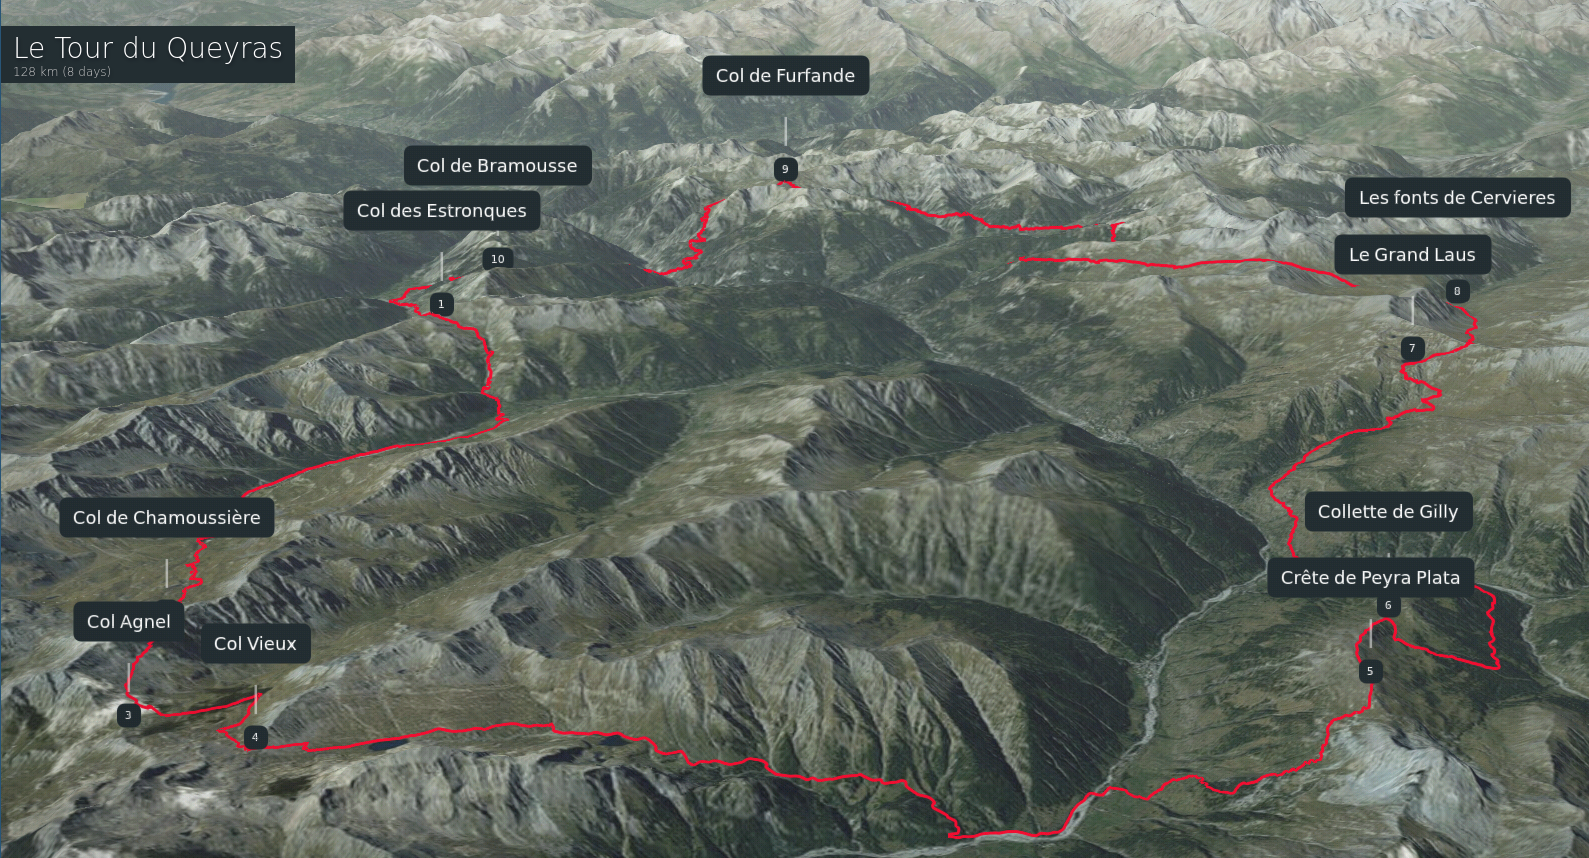 Le Tour du Queyras
128 km (8 days)
Col de Furfande
9
Col de Bramousse
Col des Estronques
10
1
Les fonts de Cervieres
Le Grand Laus
8
7
Col de Chamoussière
Col Agnel
Col Vieux
3
4
Collette de Gilly
Crête de Peyra Plata
6
5